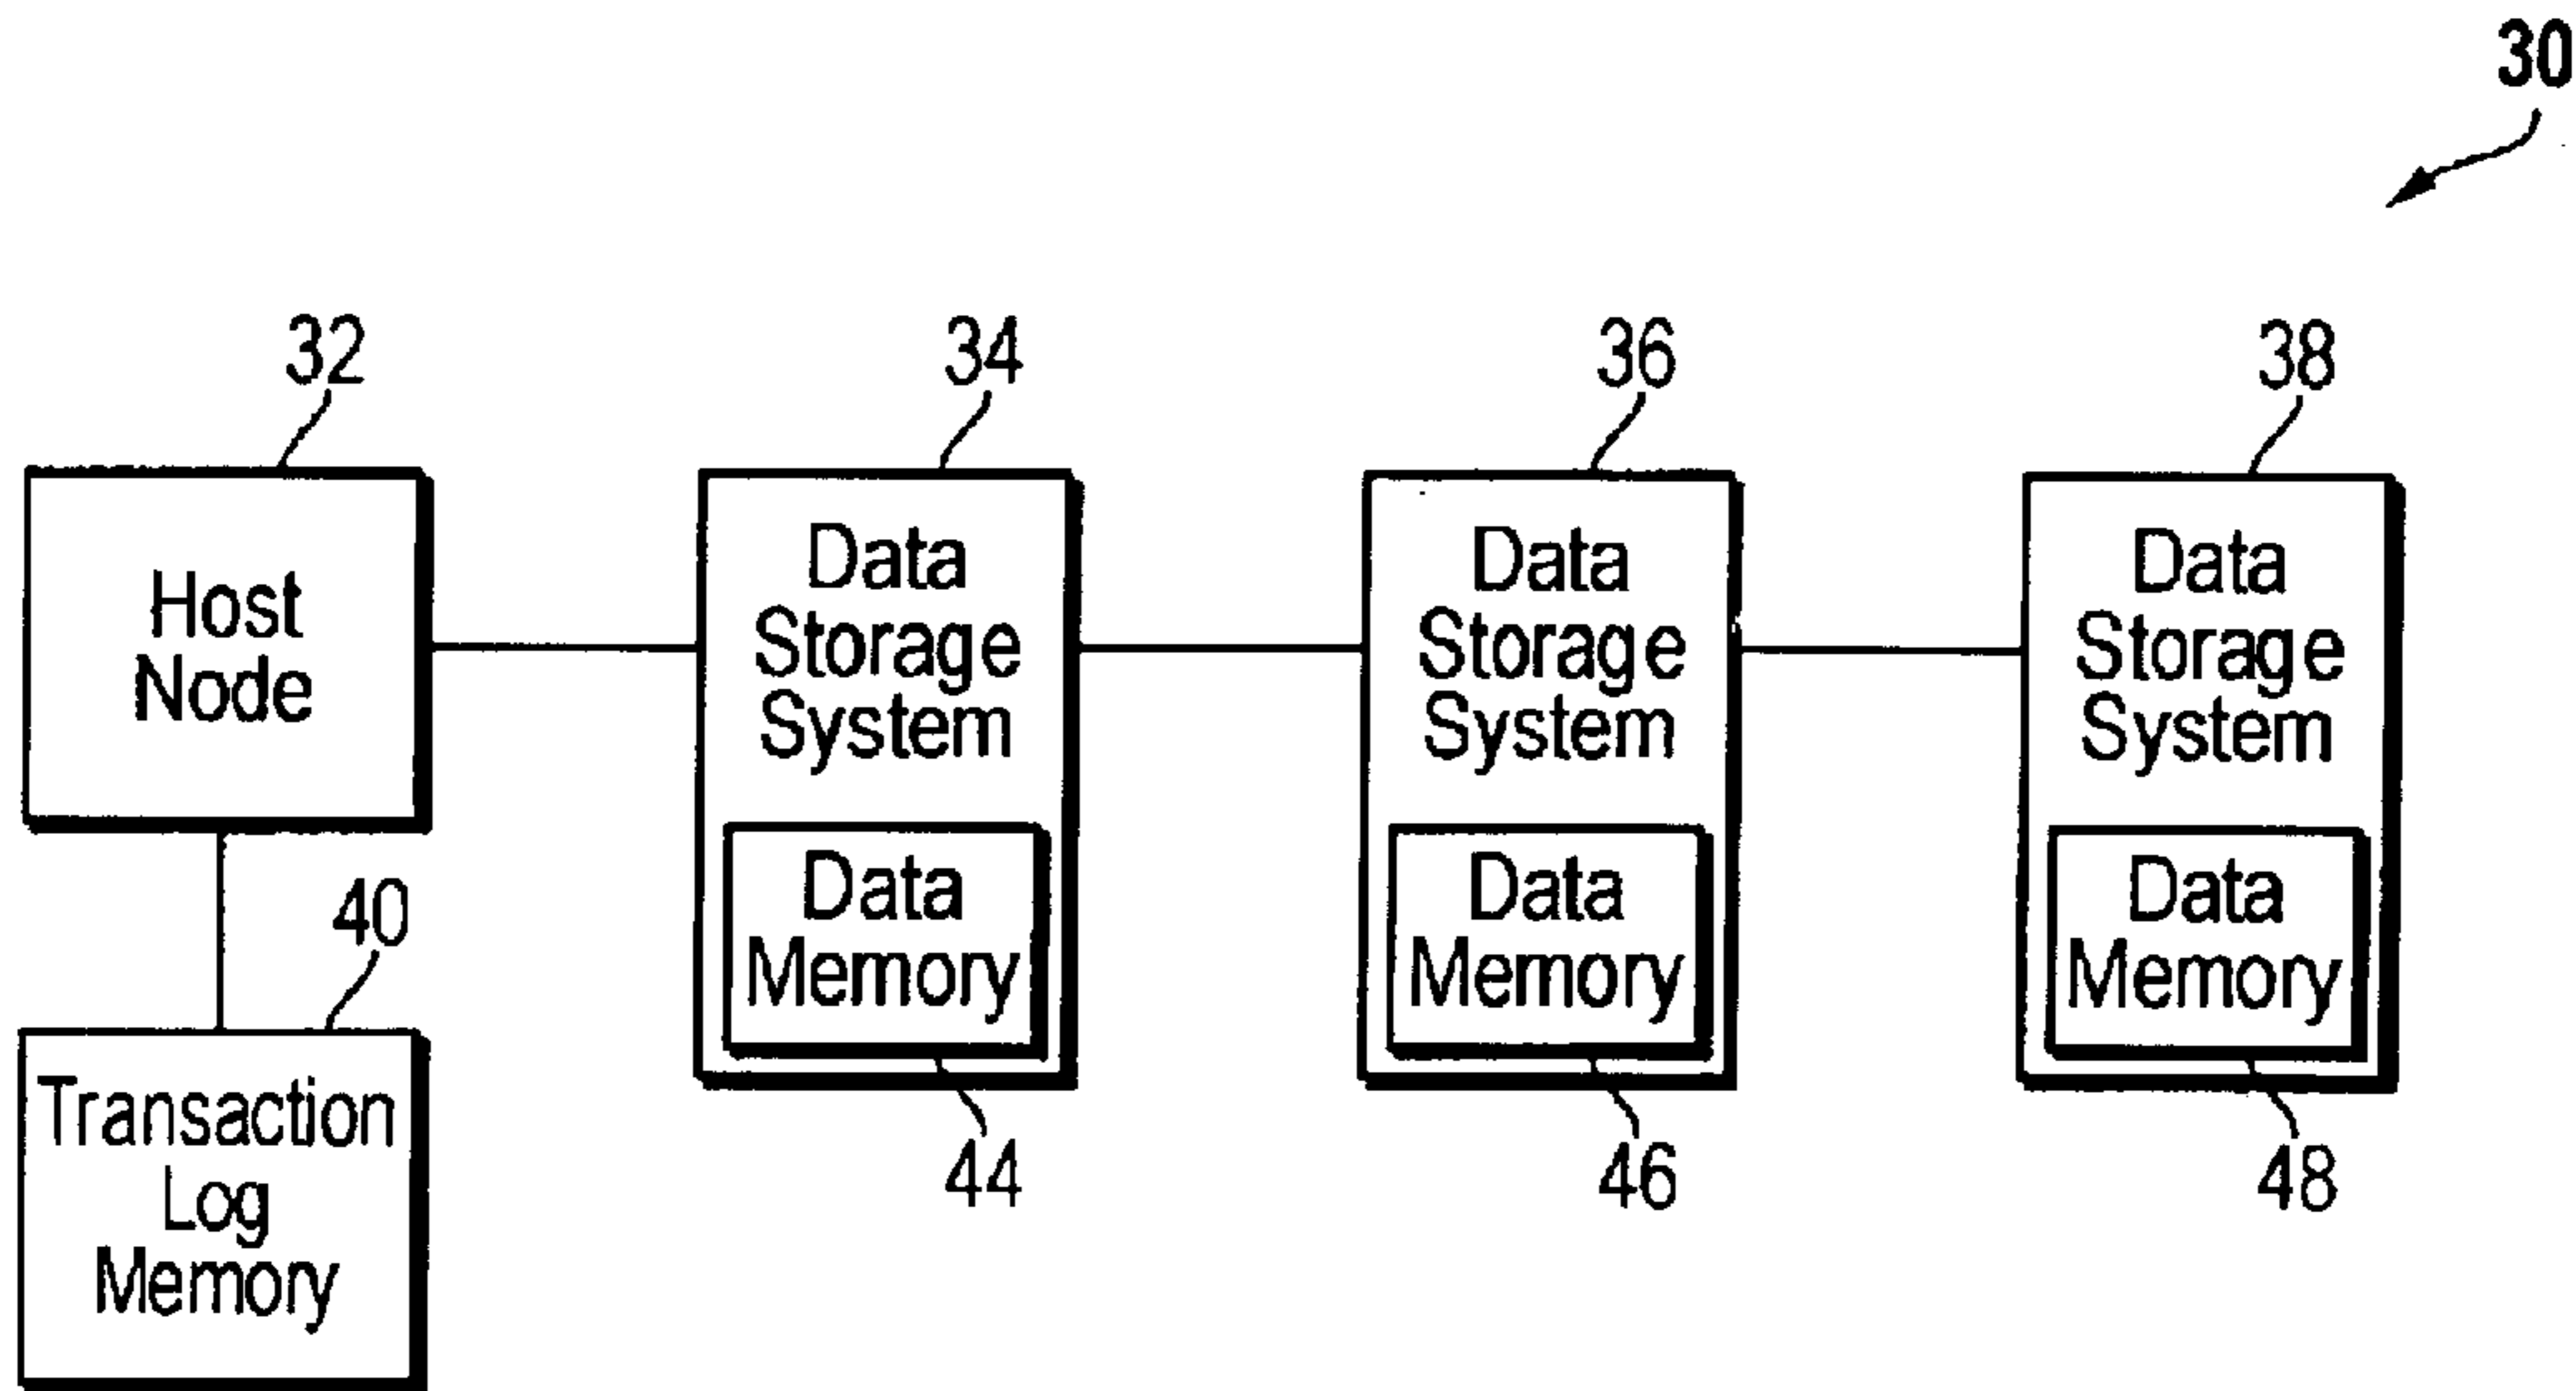 30
32
34
36
38
Host
Node
Data
Storage
System
Data
Memory
Data
Storage
System
Data
Memory
Data
Storage
System
Data
Memory
40
Transaction
Log
Memory
44
46
48